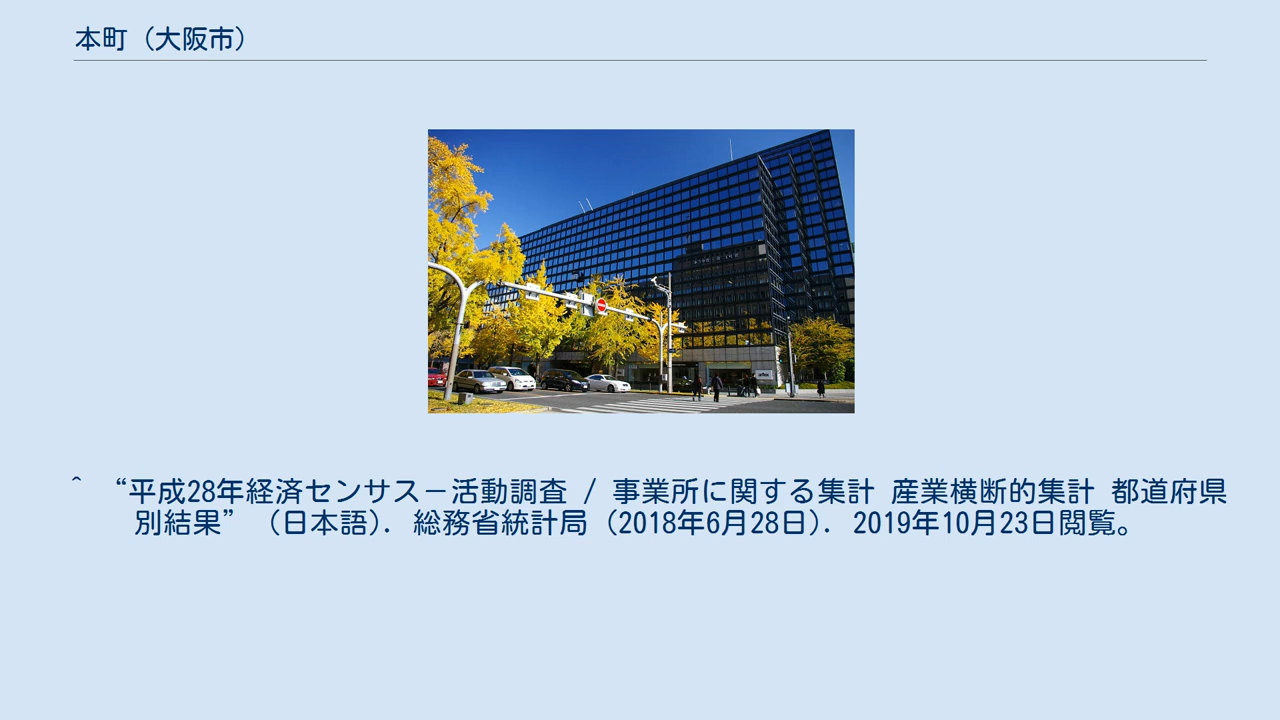 本町（大阪市）
^ “平成28年経済センサス－活動調査 / 事業所に関する集計 産業横断的集計 都道府県
別結果” （日本語）. 総務省統計局（2018年6月28日）. 2019年10月23日閲覧。